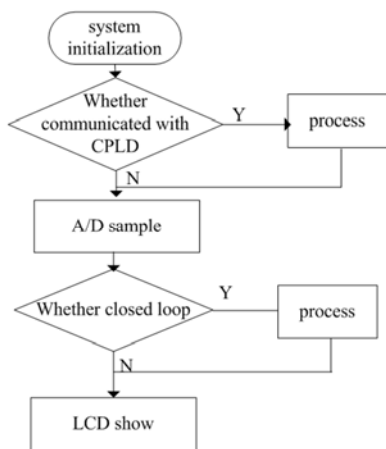 system
initialization
Whether
communicated with
CPLD
Y
process
N
A/D sample
Whether closed loop
Y
process
N
LCD show